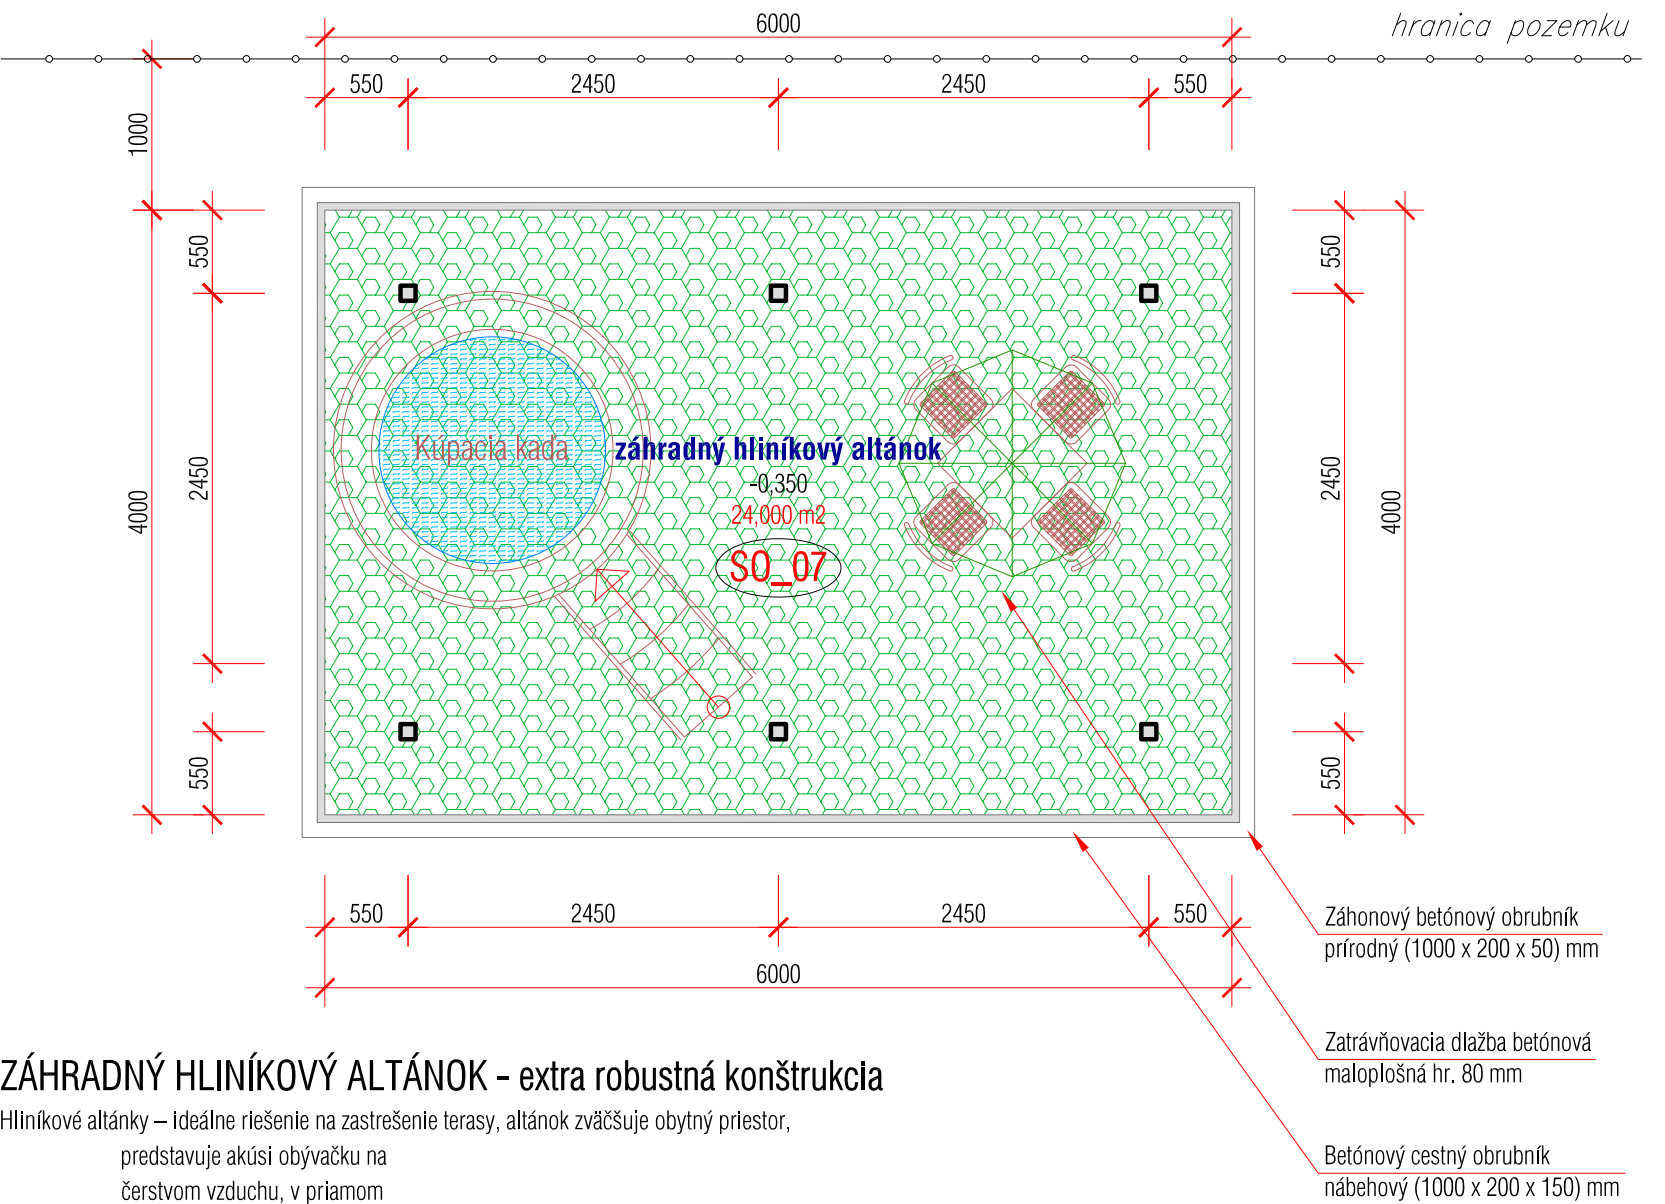 6000
hranica pozemku
550
2450
2450
550
1000
550
550
2450
4000
2450
4000
Kúpacia kaďa
záhradný hliníkový altánok
-0,350
24,000 m2
SO_07
550
550
550
2450
2450
550
6000
Záhonový betónový obrubník
prírodný (1000 x 200 x 50) mm
Zatrávňovacia dlažba betónová
maloplošná hr. 80 mm
Betónový cestný obrubník
nábehový (1000 x 200 x 150) mm
ZÁHRADNÝ HLINÍKOVÝ ALTÁNOK - extra robustná konštrukcia
Hliníkové altánky – ideálne riešenie na zastrešenie terasy, altánok zväčšuje obytný priestor,
predstavuje akúsi obývačku na
čerstvom vzduchu, v priamom